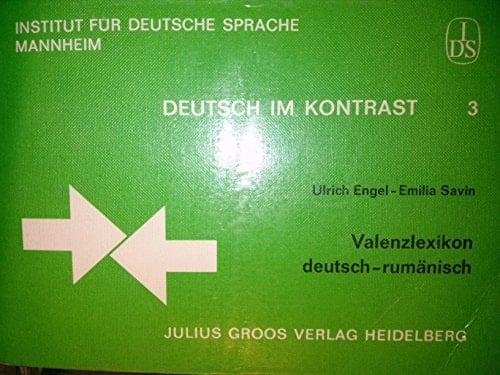 INSTITUT FÜR DEUTSCHE SPRACHE
MANNHEIM
IDS
DEUTSCH IM KONTRAST 3
Ulrich Engel-Emilia Savin
Valenzlexikon
deutsch-rumänisch
JULIUS GROOS VERLAG HEIDELBERG